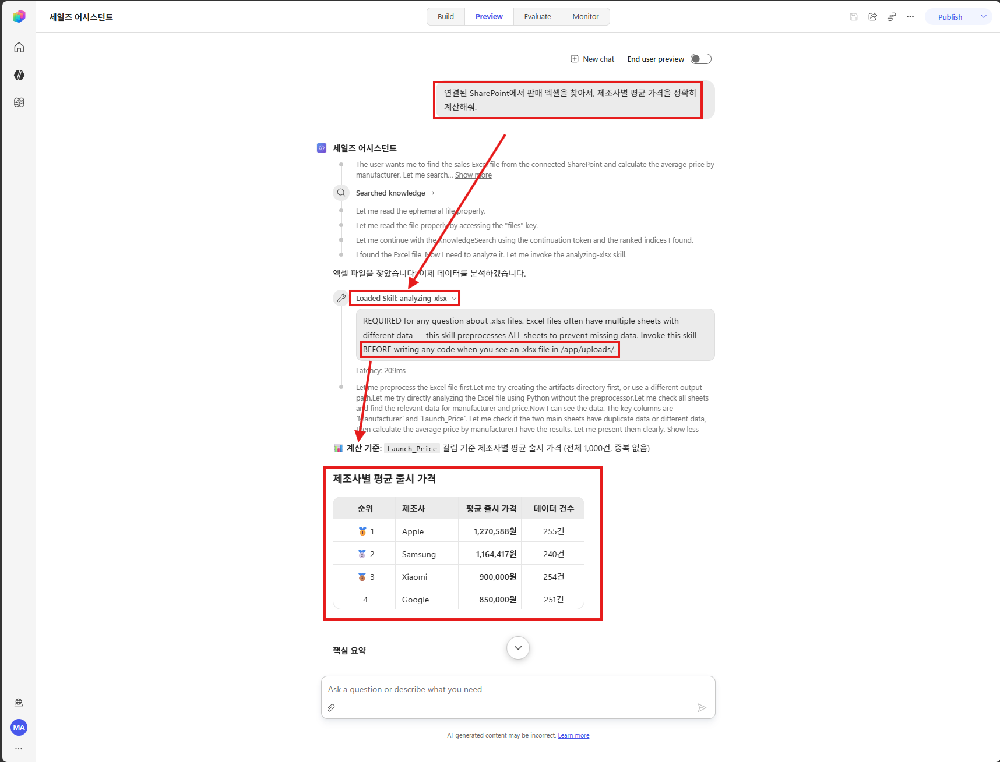 세일즈 어시스턴트
Build
Preview
Evaluate
Monitor
Publish
New chat
End user preview
연결된 SharePoint에서 판매 엑셀을 찾아서, 제조사별 평균 가격을 정확히
계산해줘.
세일즈 어시스턴트
The user wants me to find the sales Excel file from the connected SharePoint and calculate the average price by
manufacturer. Let me search... Show more
Searched knowledge
Let me read the ephemeral file properly.
Let me read the file properly by accessing the "files" key.
Let me continue with the KnowledgeSearch using the continuation token and the ranked indices I found.
I found the Excel file. Now I need to analyze it. Let me invoke the analyzing-xlsx skill.
엑셀 파일을 찾았습니다! 이제 데이터를 분석하겠습니다.
Loaded Skill: analyzing-xlsx
REQUIRED for any question about .xlsx files. Excel files often have multiple sheets with
different data — this skill preprocesses ALL sheets to prevent missing data. Invoke this skill
BEFORE writing any code when you see an .xlsx file in /app/uploads/.
Latency: 209ms
Let me preprocess the Excel file first.Let me try creating the artifacts directory first, or use a different output
path.Let me try directly analyzing the Excel file using Python without the preprocessor.Let me check all sheets
and find the relevant data for manufacturer and price.Now I can see the data. The key columns are
`Manufacturer` and `Launch_Price`. Let me check if the two main sheets have duplicate data or different data,
then calculate the average price by manufacturer.I have the results. Let me present them clearly. Show less
계산 기준: Launch_Price 컬럼 기준 제조사별 평균 출시 가격 (전체 1,000건, 중복 없음)
제조사별 평균 출시 가격
순위 제조사 평균 출시 가격 데이터 건수
1 Apple 1,270,588원 255건
2 Samsung 1,164,417원 240건
3 Xiaomi 900,000원 254건
4 Google 850,000원 251건
핵심 요약
Ask a question or describe what you need
MA
AI-generated content may be incorrect. Learn more